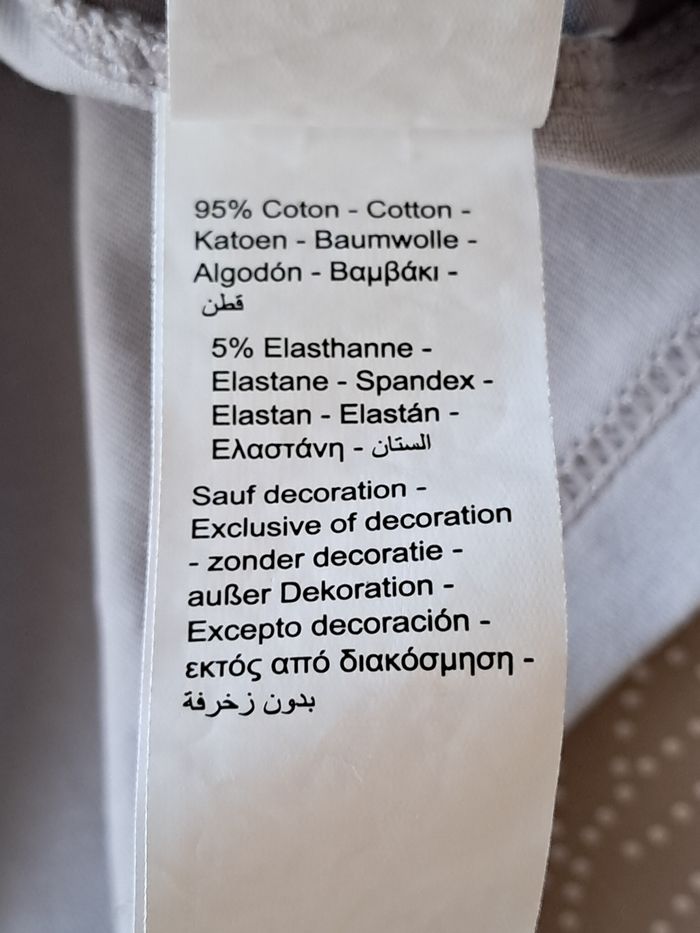 95% Coton - Cotton -
Katoen - Baumwolle -
Algodón - Βαμβάκι -
قطن
5% Elasthanne -
Elastane - Spandex -
Elastan - Elastán -
Ελαστάνη - الستان
Sauf decoration -
Exclusive of decoration
- zonder decoratie -
außer Dekoration -
Excepto decoración -
εκτός από διακόσμηση -
بدون زخرفة